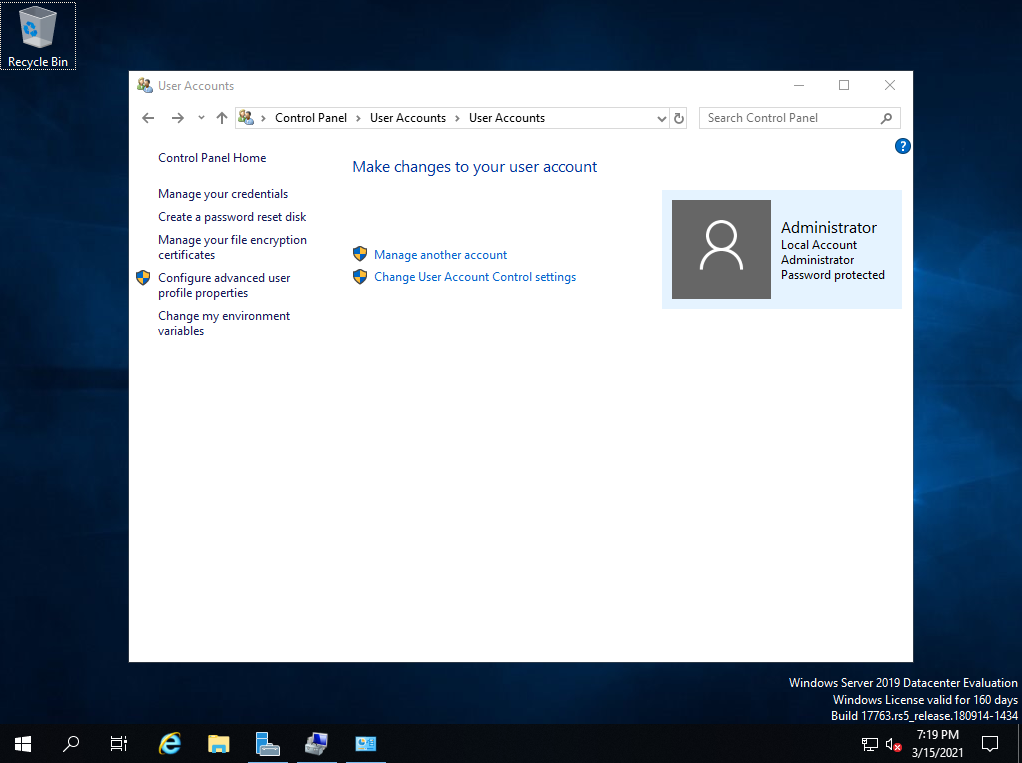 Recycle Bin
User Accounts
Control Panel > User Accounts > User Accounts
Search Control Panel
?
Control Panel Home
Make changes to your user account
Manage your credentials
Create a password reset disk
Manage your file encryption
certificates
Configure advanced user
profile properties
Change my environment
variables
Manage another account
Change User Account Control settings
Administrator
Local Account
Administrator
Password protected
Windows Server 2019 Datacenter Evaluation
Windows License valid for 160 days
Build 17763.rs5_release.180914-1434
7:19 PM
3/15/2021